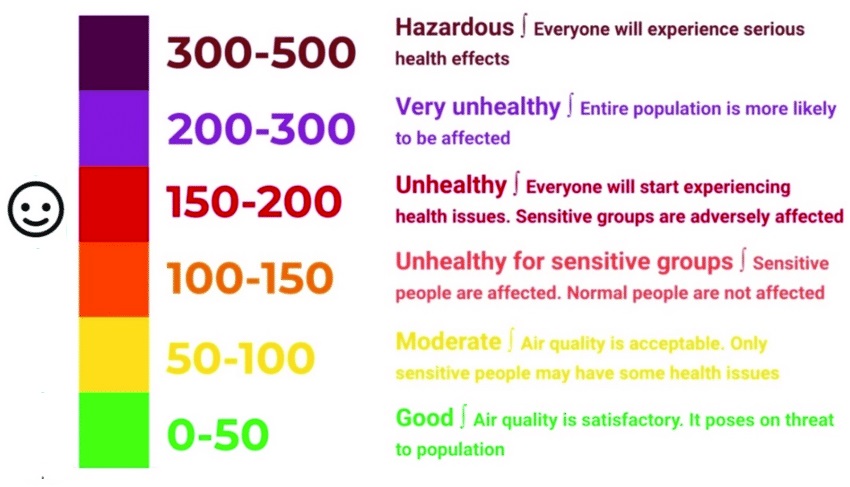 300-500
Hazardous ∫ Everyone will experience serious
health effects
200-300
Very unhealthy ∫ Entire population is more likely
to be affected
150-200
Unhealthy ∫ Everyone will start experiencing
health issues. Sensitive groups are adversely affected
100-150
Unhealthy for sensitive groups ∫ Sensitive
people are affected. Normal people are not affected
50-100
Moderate ∫ Air quality is acceptable. Only
sensitive people may have some health issues
0-50
Good ∫ Air quality is satisfactory. It poses on threat
to population